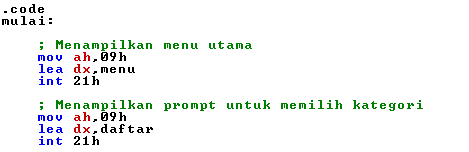 .code
mulai:
; Menampilkan menu utama
mov ah,09h
lea dx,menu
int 21h
; Menampilkan prompt untuk memilih kategori
mov ah,09h
lea dx,daftar
int 21h